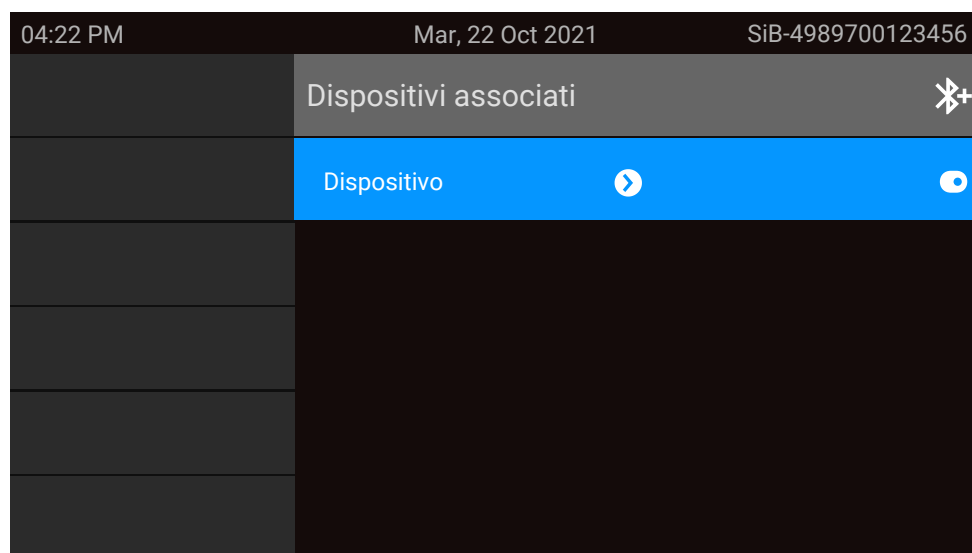 04:22 PM Mar, 22 Oct 2021 SiB-4989700123456
Dispositivi associati
Dispositivo